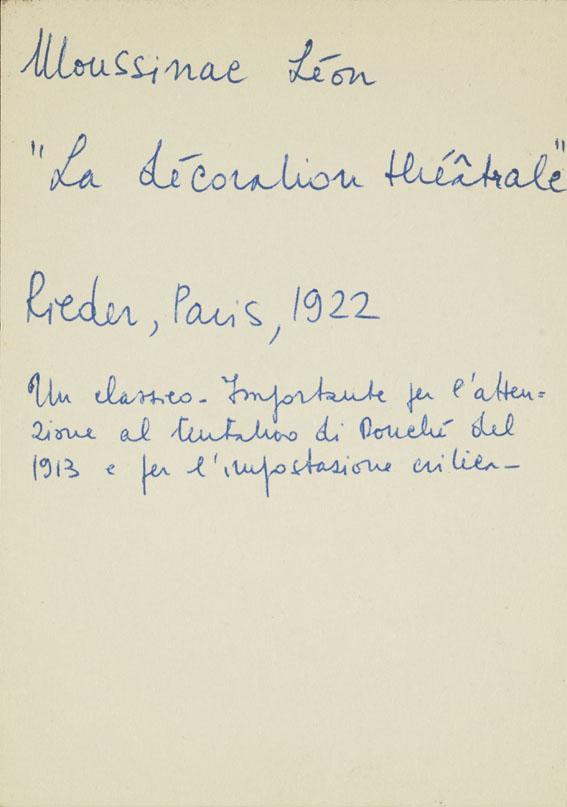 Moussinac Léon
"La décoration théâtrale"
Rieder, Paris, 1922
Un classico - Importante per l'atten=
zione al tentativo di Rouché del
1913 e per l'impostazione critica -